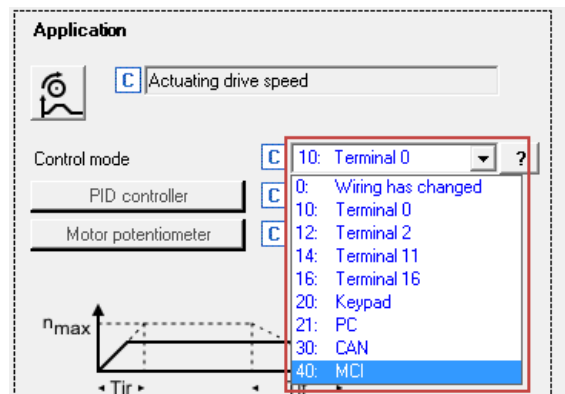 Application
C Actuating drive speed
Control mode C 10: Terminal 0 ?
0: Wiring has changed
PID controller C
10: Terminal 0
12: Terminal 2
Motor potentiometer C
14: Terminal 11
16: Terminal 16
20: Keypad
21: PC
nmax
30: CAN
40: MCI
Tir